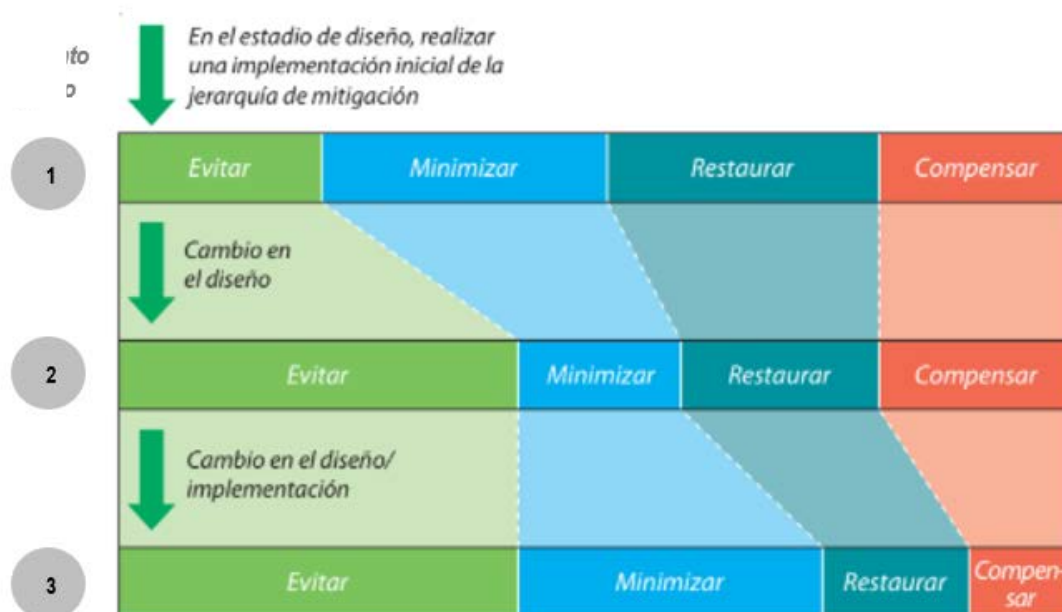 En el estadio de diseño, realizar
una implementación inicial de la
jerarquía de mitigación
1
Evitar Minimizar Restaurar Compensar
Cambio en
el diseño
2
Evitar Minimizar Restaurar Compensar
Cambio en el diseño/
implementación
3
Evitar Minimizar Restaurar Compen-
sar